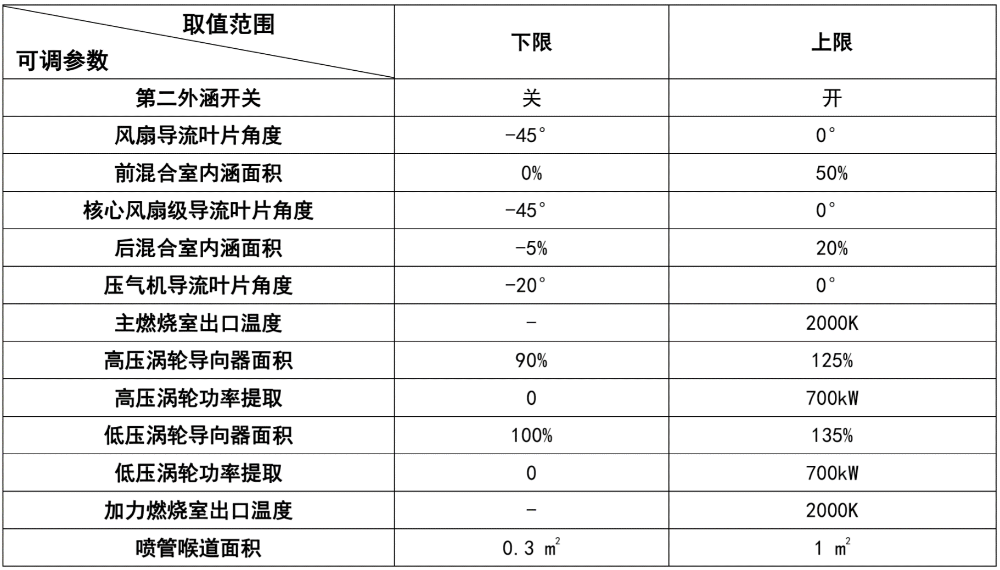 取值范围
可调参数
下限
上限
第二外涵开关 关 开
风扇导流叶片角度 -45° 0°
前混合室内涵面积 0% 50%
核心风扇级导流叶片角度 -45° 0°
后混合室内涵面积 -5% 20%
压气机导流叶片角度 -20° 0°
主燃烧室出口温度 - 2000K
高压涡轮导向器面积 90% 125%
高压涡轮功率提取 0 700kW
低压涡轮导向器面积 100% 135%
低压涡轮功率提取 0 700kW
加力燃烧室出口温度 - 2000K
喷管喉道面积 0.3 m² 1 m²